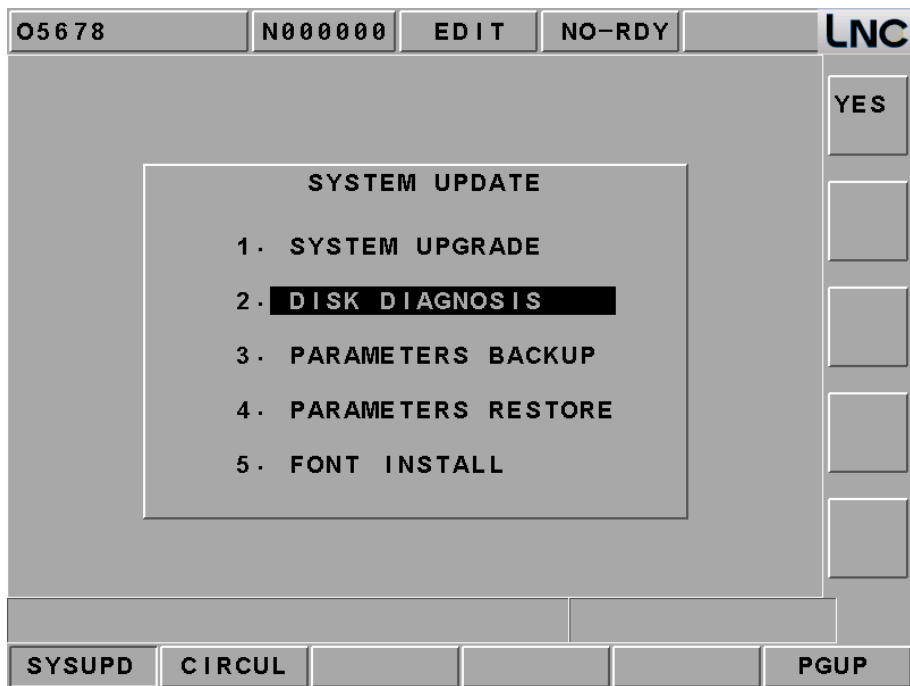 O5678 N000000 EDIT NO-RDY LNC
YES
SYSTEM UPDATE
1. SYSTEM UPGRADE
2. DISK DIAGNOSIS
3. PARAMETERS BACKUP
4. PARAMETERS RESTORE
5. FONT INSTALL
SYSUPD CIRCUL PGUP